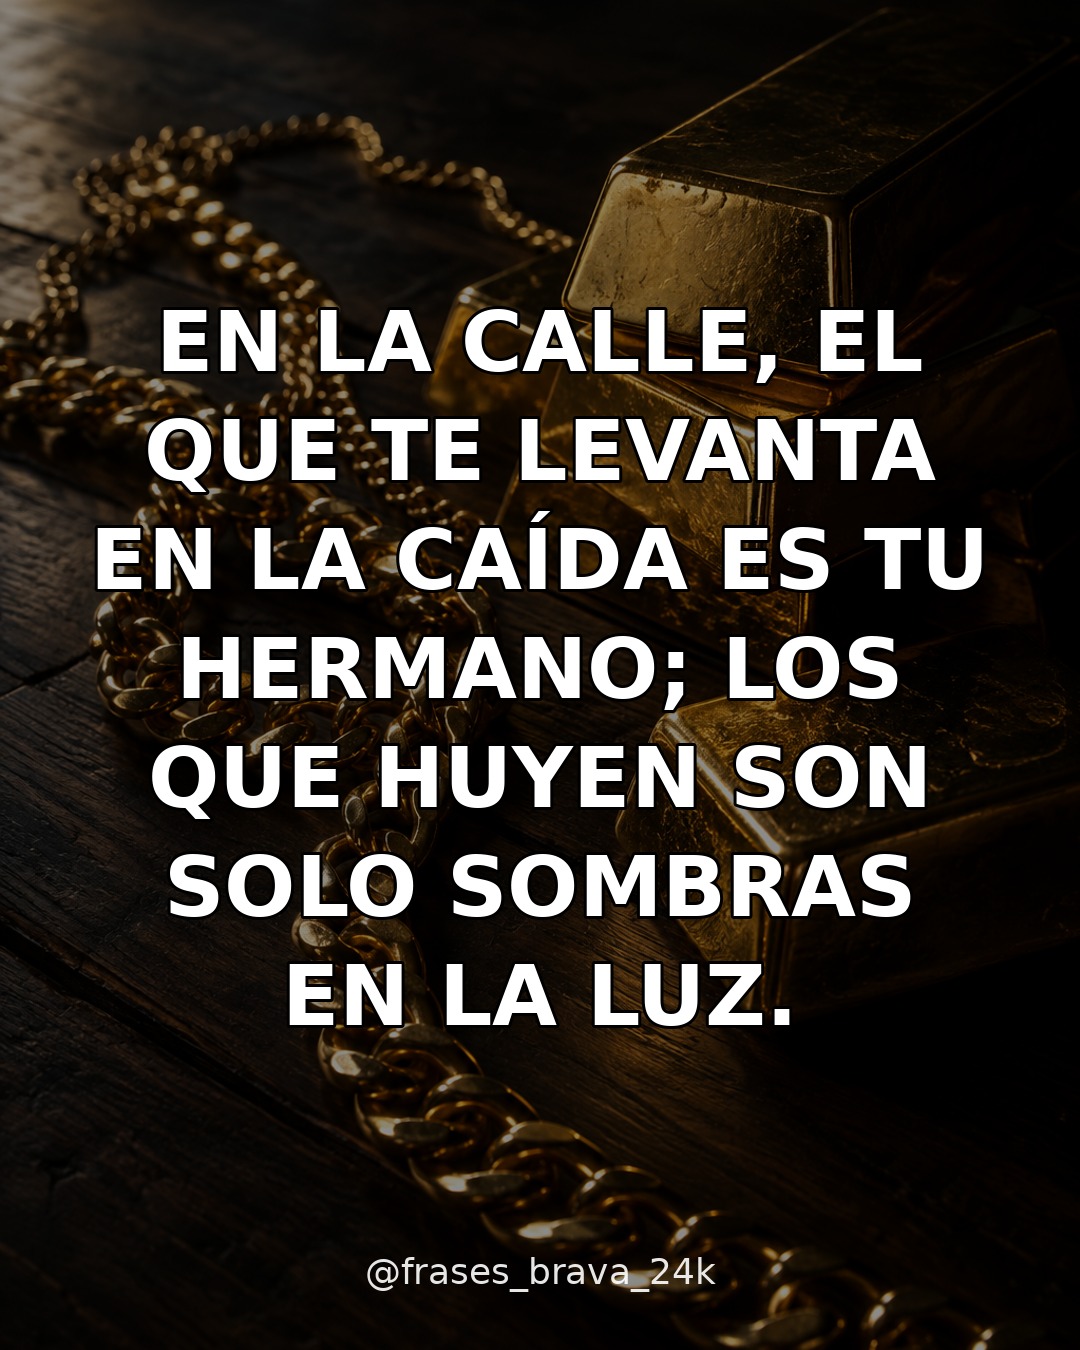 EN LA CALLE, EL
QUE TE LEVANTA
EN LA CAÍDA ES TU
HERMANO; LOS
QUE HUYEN SON
SOLO SOMBRAS
EN LA LUZ.
@frases_brava_24k